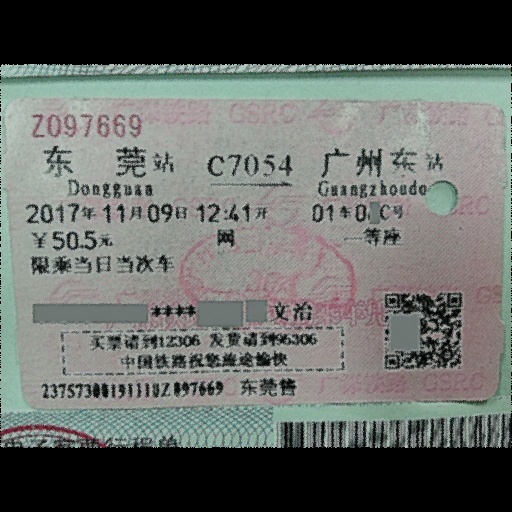 Z097669
东莞站 C7054 广州东站
Dongguan Guangzhoudo
2017年11月09日12:41开 01车0 C号
￥50.5元 网 一等座
限乘当日当次车
**** 文治
买票请到12306 发货请到95306
中国铁路祝您旅途愉快
23757300191111Z097669 东莞售